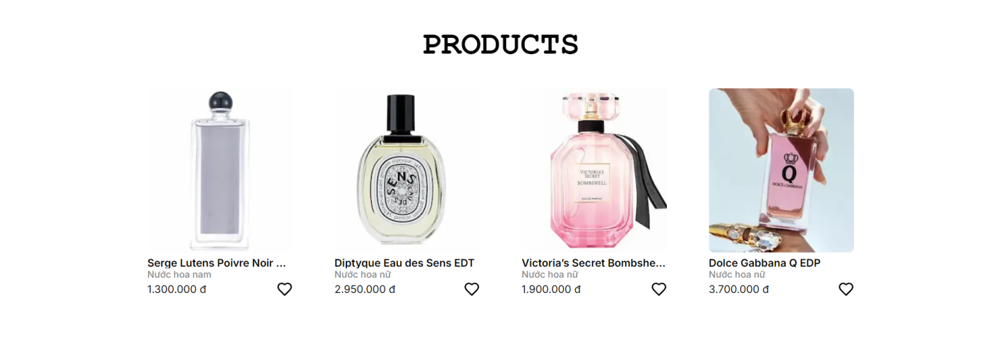 PRODUCTS
SENS
EAU
DES
VICTORIA'S
SECRET
BOMBSHELL
EAU DE PARFUM
Q
DOLCE & GABBANA
Serge Lutens Poivre Noir ...
Nước hoa nam
1.300.000 đ
Diptyque Eau des Sens EDT
Nước hoa nữ
2.950.000 đ
Victoria’s Secret Bombshe...
Nước hoa nữ
1.900.000 đ
Dolce Gabbana Q EDP
Nước hoa nữ
3.700.000 đ